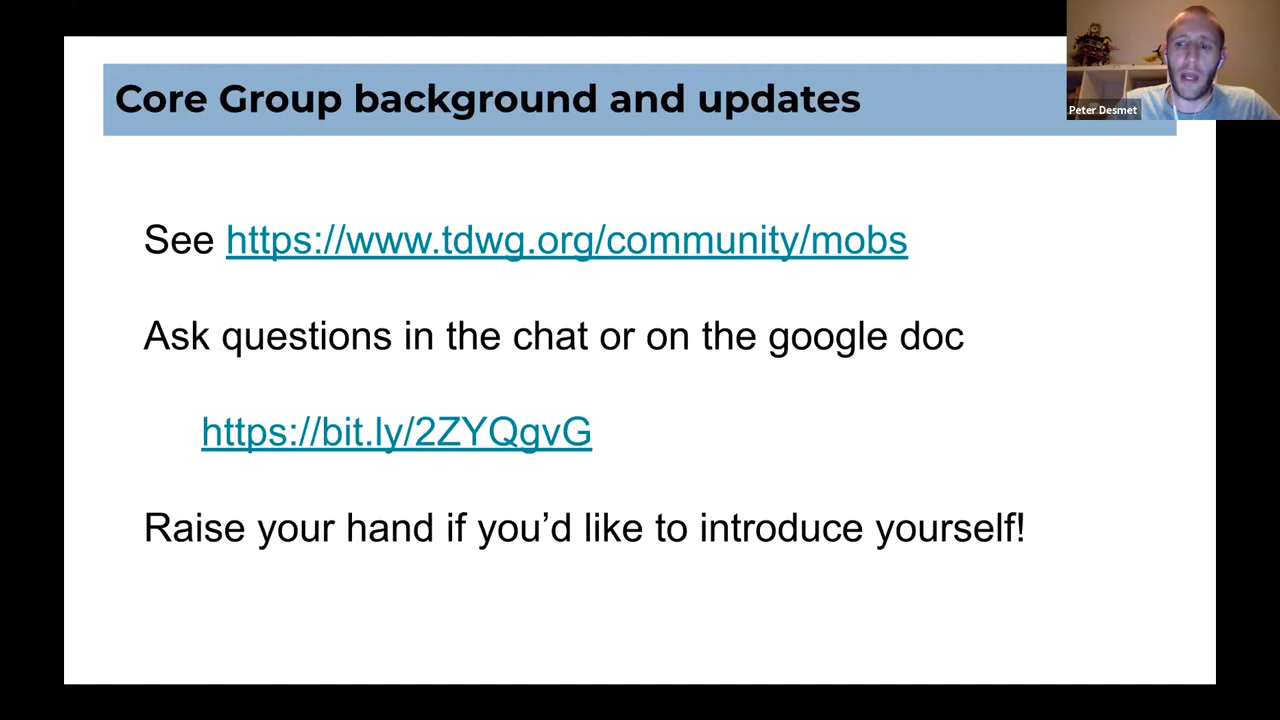 Core Group background and updates
Peter Desmet
See https://www.tdwg.org/community/mobs
Ask questions in the chat or on the google doc
https://bit.ly/2ZYQgvG
Raise your hand if you’d like to introduce yourself!